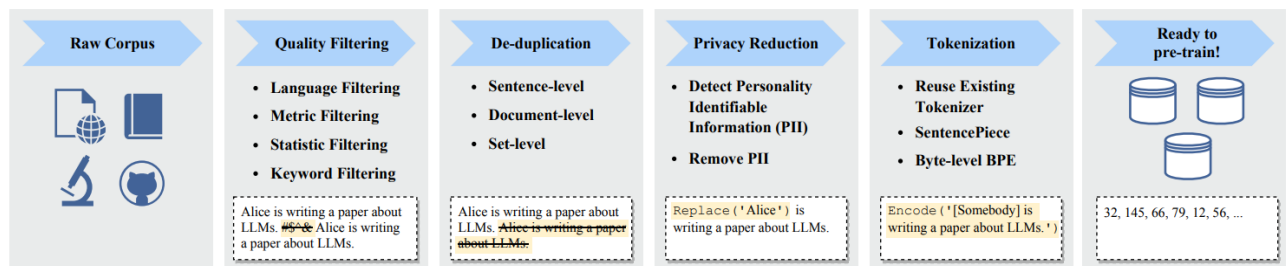 Raw Corpus
Quality Filtering
• Language Filtering
• Metric Filtering
• Statistic Filtering
• Keyword Filtering
Alice is writing a paper about
LLMs. #$^& Alice is writing
a paper about LLMs.
De-duplication
• Sentence-level
• Document-level
• Set-level
Alice is writing a paper about
LLMs. Alice is writing a paper
about LLMs.
Privacy Reduction
• Detect Personality
Identifiable
Information (PII)
• Remove PII
Replace('Alice') is
writing a paper about LLMs.
Tokenization
• Reuse Existing
Tokenizer
• SentencePiece
• Byte-level BPE
Encode('[Somebody] is
writing a paper about LLMs.')
Ready to
pre-train!
32, 145, 66, 79, 12, 56, ...